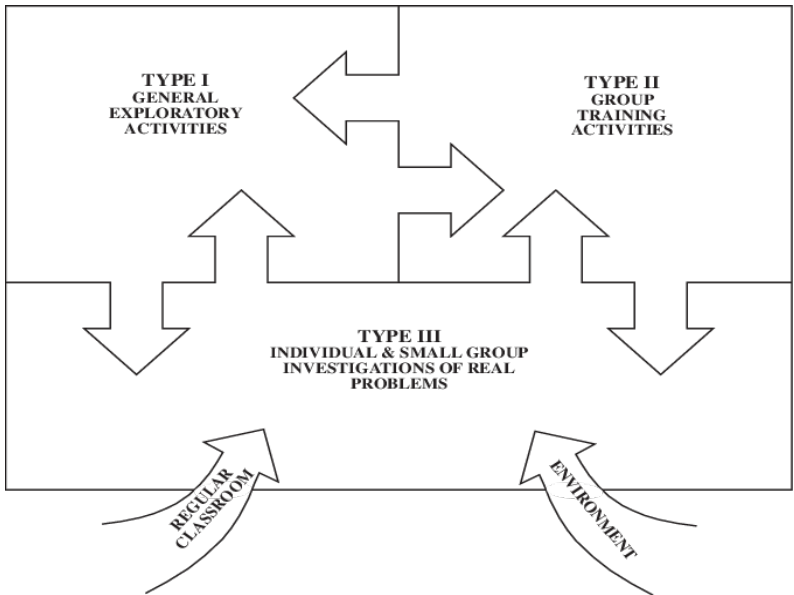 TYPE I
GENERAL
EXPLORATORY
ACTIVITIES
TYPE II
GROUP
TRAINING
ACTIVITIES
TYPE III
INDIVIDUAL & SMALL GROUP
INVESTIGATIONS OF REAL
PROBLEMS
REGULAR
CLASSROOM
ENVIRONMENT